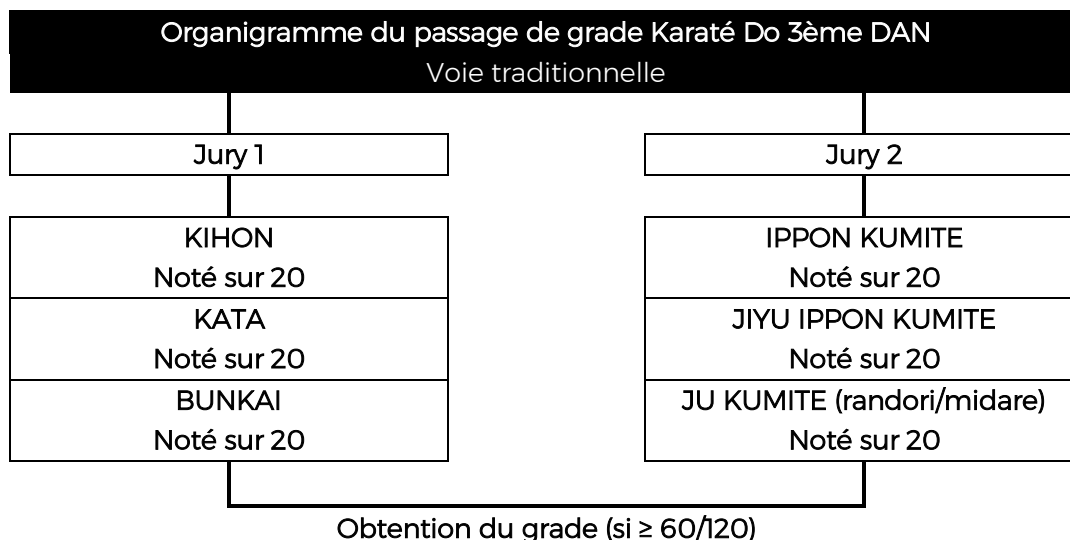 Organigramme du passage de grade Karaté Do 3ème DAN
Voie traditionnelle
Jury 1
KIHON
Noté sur 20
KATA
Noté sur 20
BUNKAI
Noté sur 20
Jury 2
IPPON KUMITE
Noté sur 20
JIYU IPPON KUMITE
Noté sur 20
JU KUMITE (randori/midare)
Noté sur 20
Obtention du grade (si ≥ 60/120)